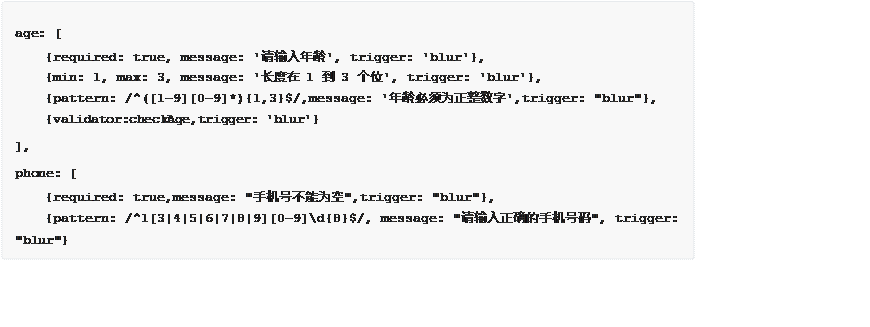 age: [
{required: true, message: '请输入年龄', trigger: 'blur'},
{min: 1, max: 3, message: '长度在 1 到 3 个位', trigger: 'blur'},
{pattern: /^([1-9][0-9]*){1,3}$/,message: '年龄必须为正整数字',trigger: "blur"},
{validator:checkAge,trigger: 'blur'}
],
phone: [
{required: true,message: "手机号不能为空",trigger: "blur"},
{pattern: /^1[3|4|5|6|7|8|9][0-9]\d{8}$/, message: "请输入正确的手机号码", trigger:
"blur"}